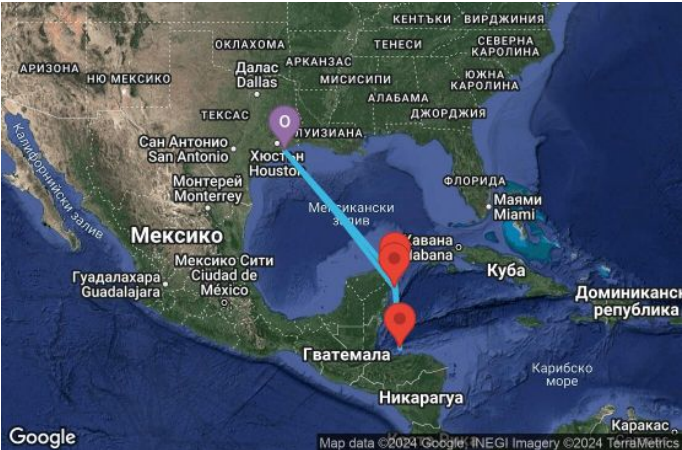 КЕНТЪКИ
ВИРДЖИНИЯ
ОКЛАХОМА
ТЕНЕСИ
СЕВЕРНА
КАРОЛИНА
АРИЗОНА
НЮ МЕКСИКО
Далас
Dallas
АРКАНЗАС
МИСИСИПИ
ЮЖНА
КАРОЛИНА
АЛАБАМА
ДЖОРДЖИЯ
ТЕКСАС
O
ЛУИЗИАНА
Сан Антонио
San Antonio
Хюстън
Houston
Калифорнийски залив
Монтерей
Monterrey
ФЛОРИДА
Маями
Miami
Мексикански
залив
Мексико
Хавана
Habana
Куба
Мексико Сити
Ciudad de
México
Гуадалахара
Guadalajara
Доминиканск
република
Гватемала
Карибско
море
Никарагуа
Каракас
Google
Map data ©2024 Google, INEGI Imagery ©2024 TerraMetrics